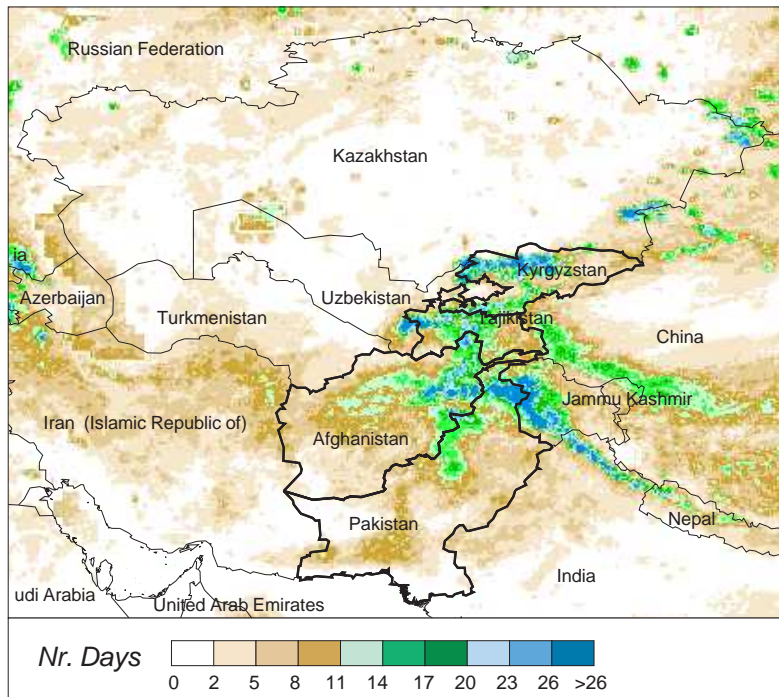 Russian Federation
Kazakhstan
ia
Kyrgyzstan
Azerbaijan
Uzbekistan
Turkmenistan
Tajikistan
China
Jammu Kashmir
Iran (Islamic Republic of)
Afghanistan
Pakistan
Nepal
India
udi Arabia
United Arab Emirates
Nr. Days
0 2 5 8 11 14 17 20 23 26 >26